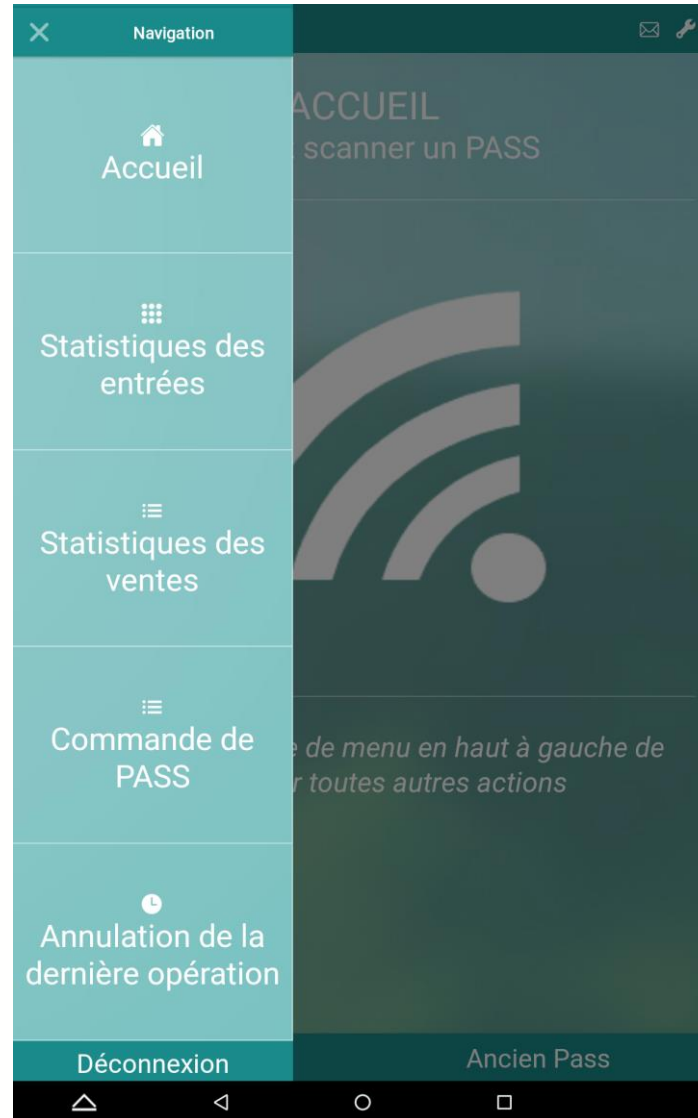 Navigation
ACCUEIL
scanner un PASS
Accueil
Statistiques des
entrées
Statistiques des
ventes
Commande de
PASS
de menu en haut à gauche de
toutes autres actions
Annulation de la
dernière opération
Déconnexion
Ancien Pass